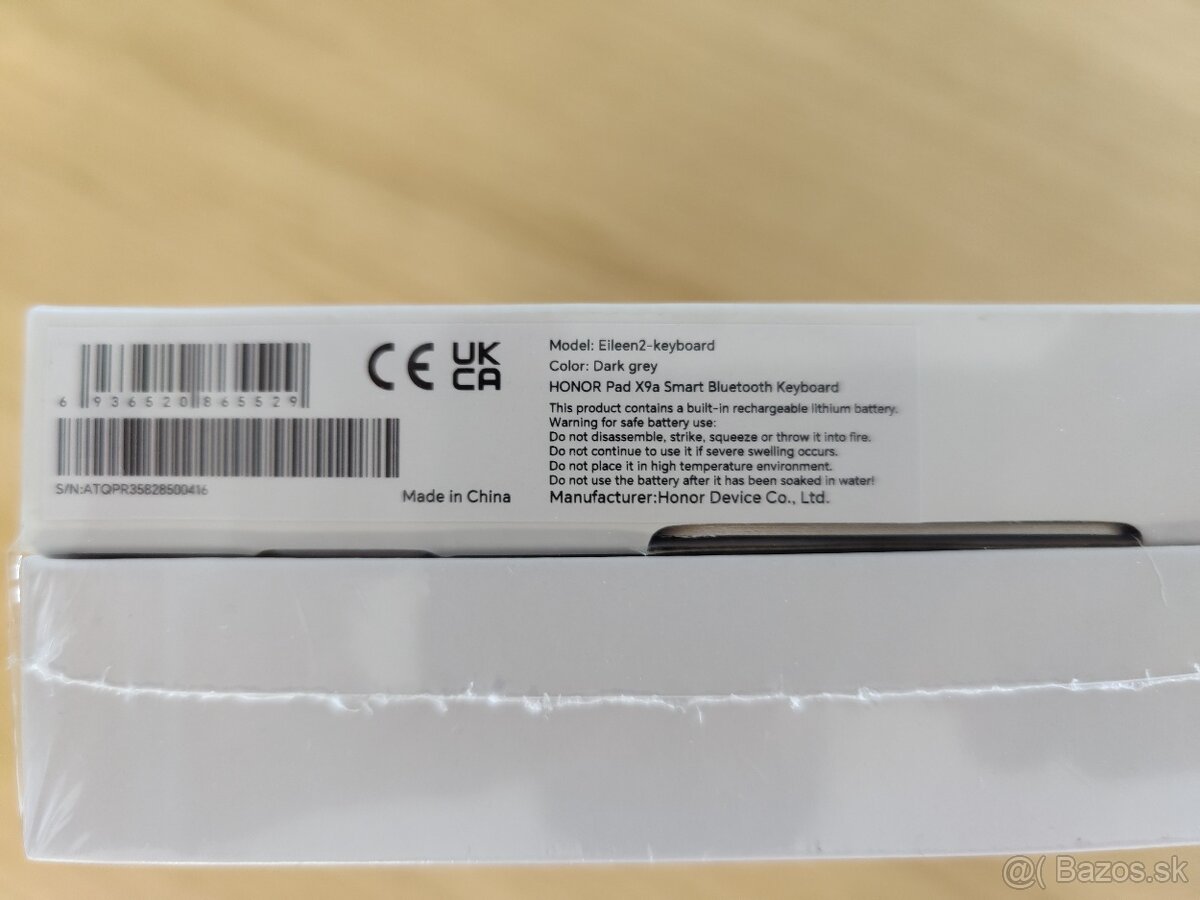 6 936520 865529
S/N:ATQPR35828500416
CE UK CA
Made in China
Model: Eileen2-keyboard
Color: Dark grey
HONOR Pad X9a Smart Bluetooth Keyboard
This product contains a built-in rechargeable lithium battery.
Warning for safe battery use:
Do not disassemble, strike, squeeze or throw it into fire.
Do not continue to use it if severe swelling occurs.
Do not place it in high temperature environment.
Do not use the battery after it has been soaked in water!
Manufacturer:Honor Device Co., Ltd.
@( Bazos.sk